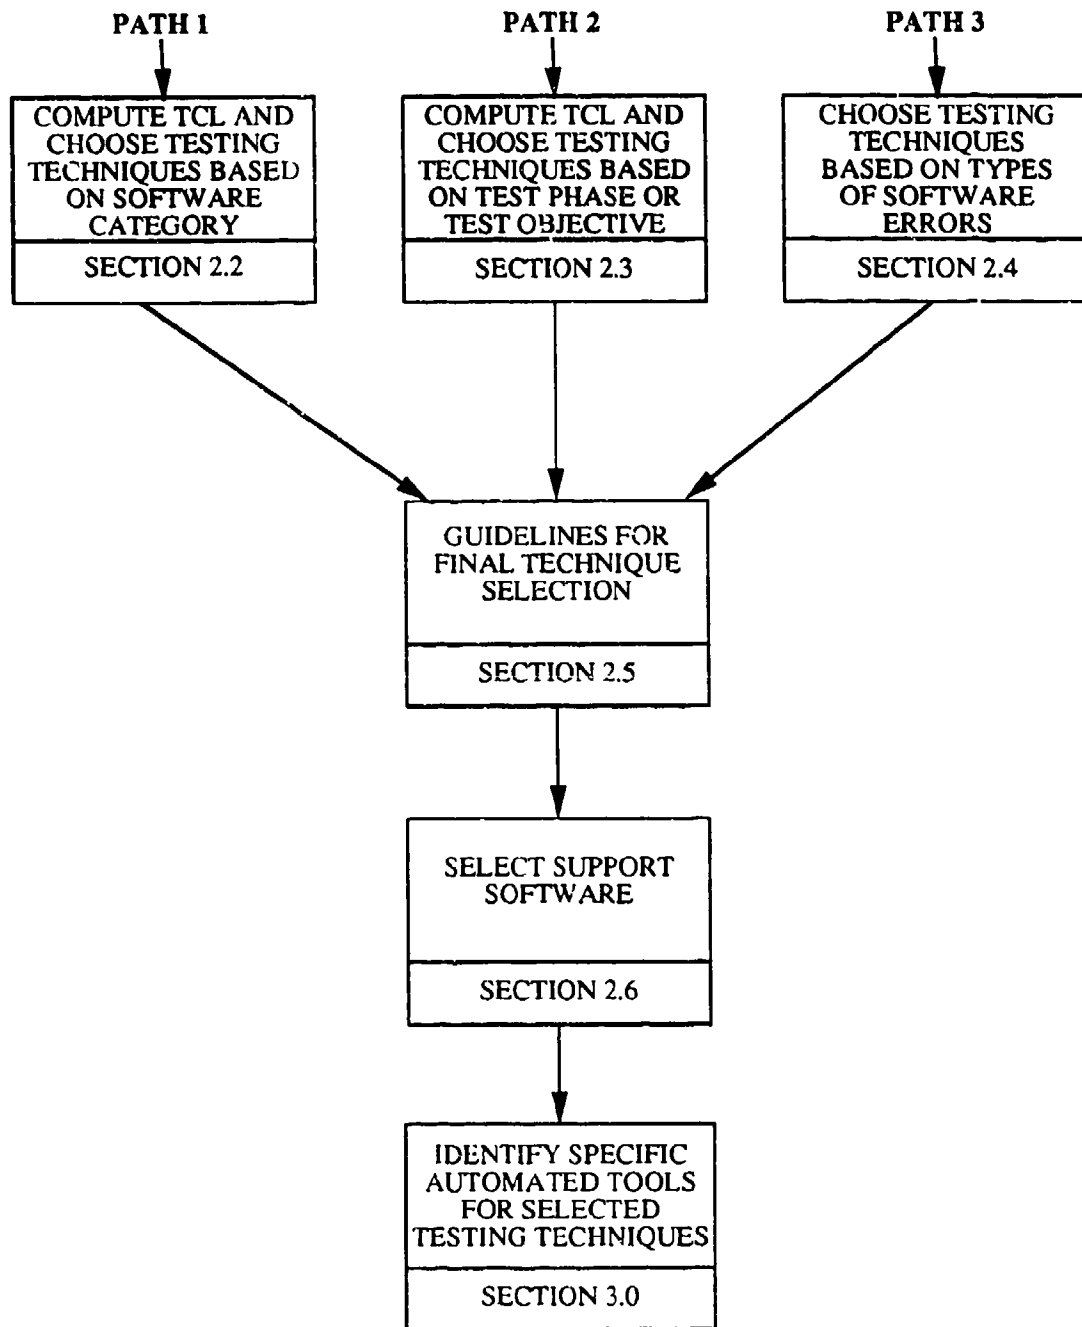 PATH 1
PATH 2
PATH 3
COMPUTE TCL AND
CHOOSE TESTING
TECHNIQUES BASED
ON SOFTWARE
CATEGORY
SECTION 2.2
COMPUTE TCL AND
CHOOSE TESTING
TECHNIQUES BASED
ON TEST PHASE OR
TEST OBJECTIVE
SECTION 2.3
CHOOSE TESTING
TECHNIQUES
BASED ON TYPES
OF SOFTWARE
ERRORS
SECTION 2.4
GUIDELINES FOR
FINAL TECHNIQUE
SELECTION
SECTION 2.5
SELECT SUPPORT
SOFTWARE
SECTION 2.6
IDENTIFY SPECIFIC
AUTOMATED TOOLS
FOR SELECTED
TESTING TECHNIQUES
SECTION 3.0